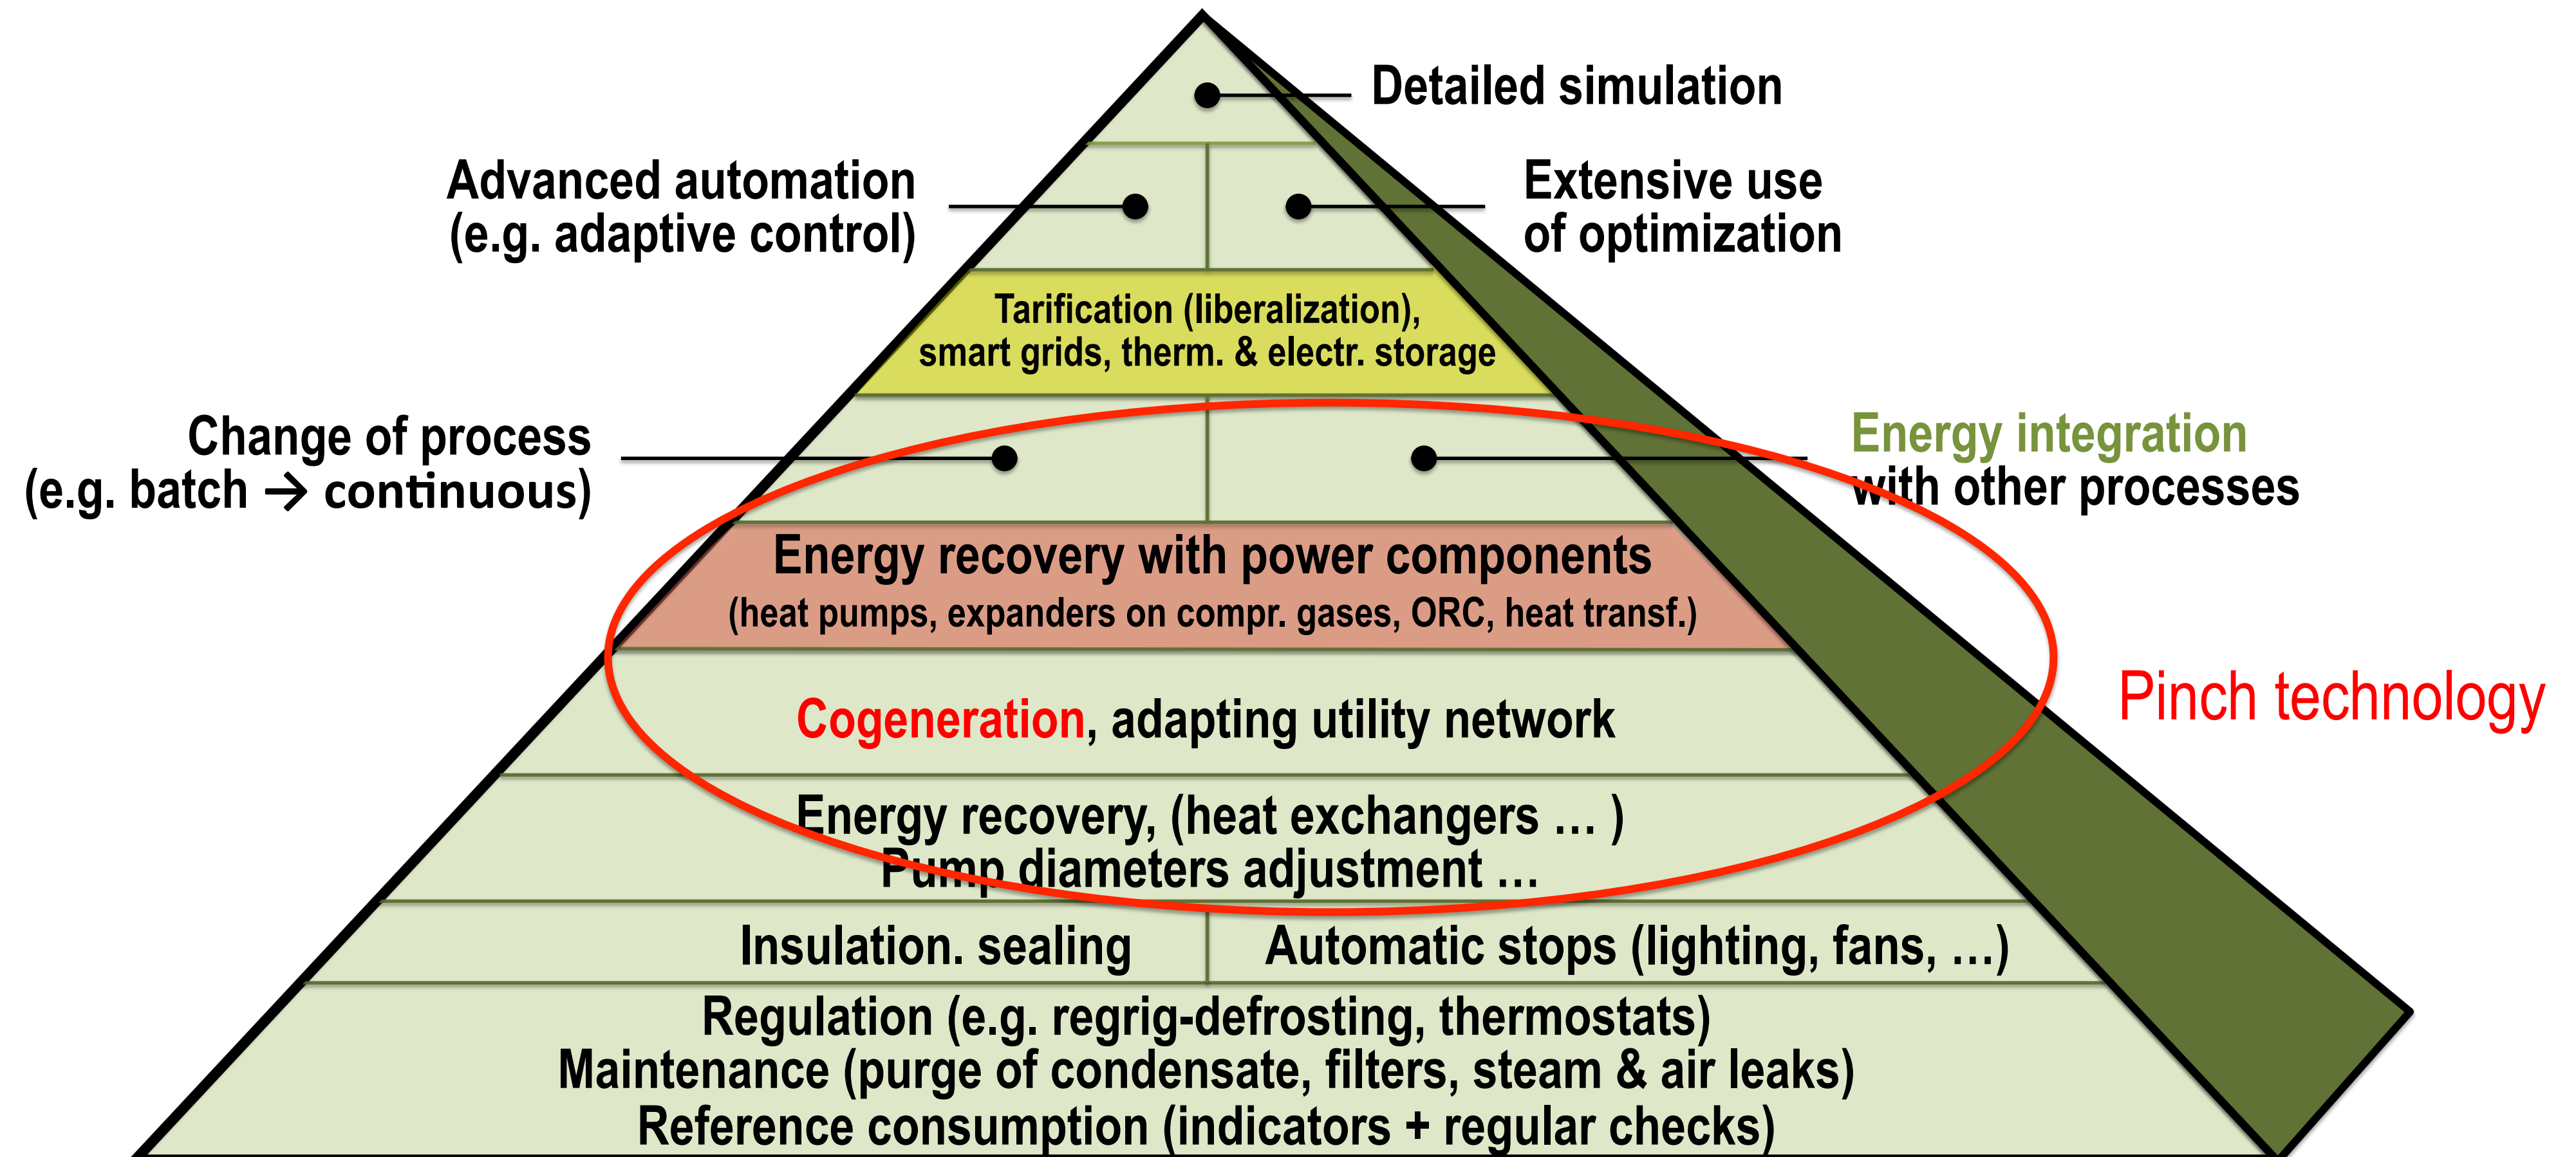 Detailed simulation
Advanced automation
(e.g. adaptive control)
Extensive use
of optimization
Tarification (liberalization),
smart grids, therm. & electr. storage
Change of process
(e.g. batch → continuous)
Energy integration
with other processes
Energy recovery with power components
(heat pumps, expanders on compr. gases, ORC, heat transf.)
Cogeneration, adapting utility network
Pinch technology
Energy recovery, (heat exchangers … )
Pump diameters adjustment …
Insulation. sealing
Automatic stops (lighting, fans, …)
Regulation (e.g. regrig-defrosting, thermostats)
Maintenance (purge of condensate, filters, steam & air leaks)
Reference consumption (indicators + regular checks)